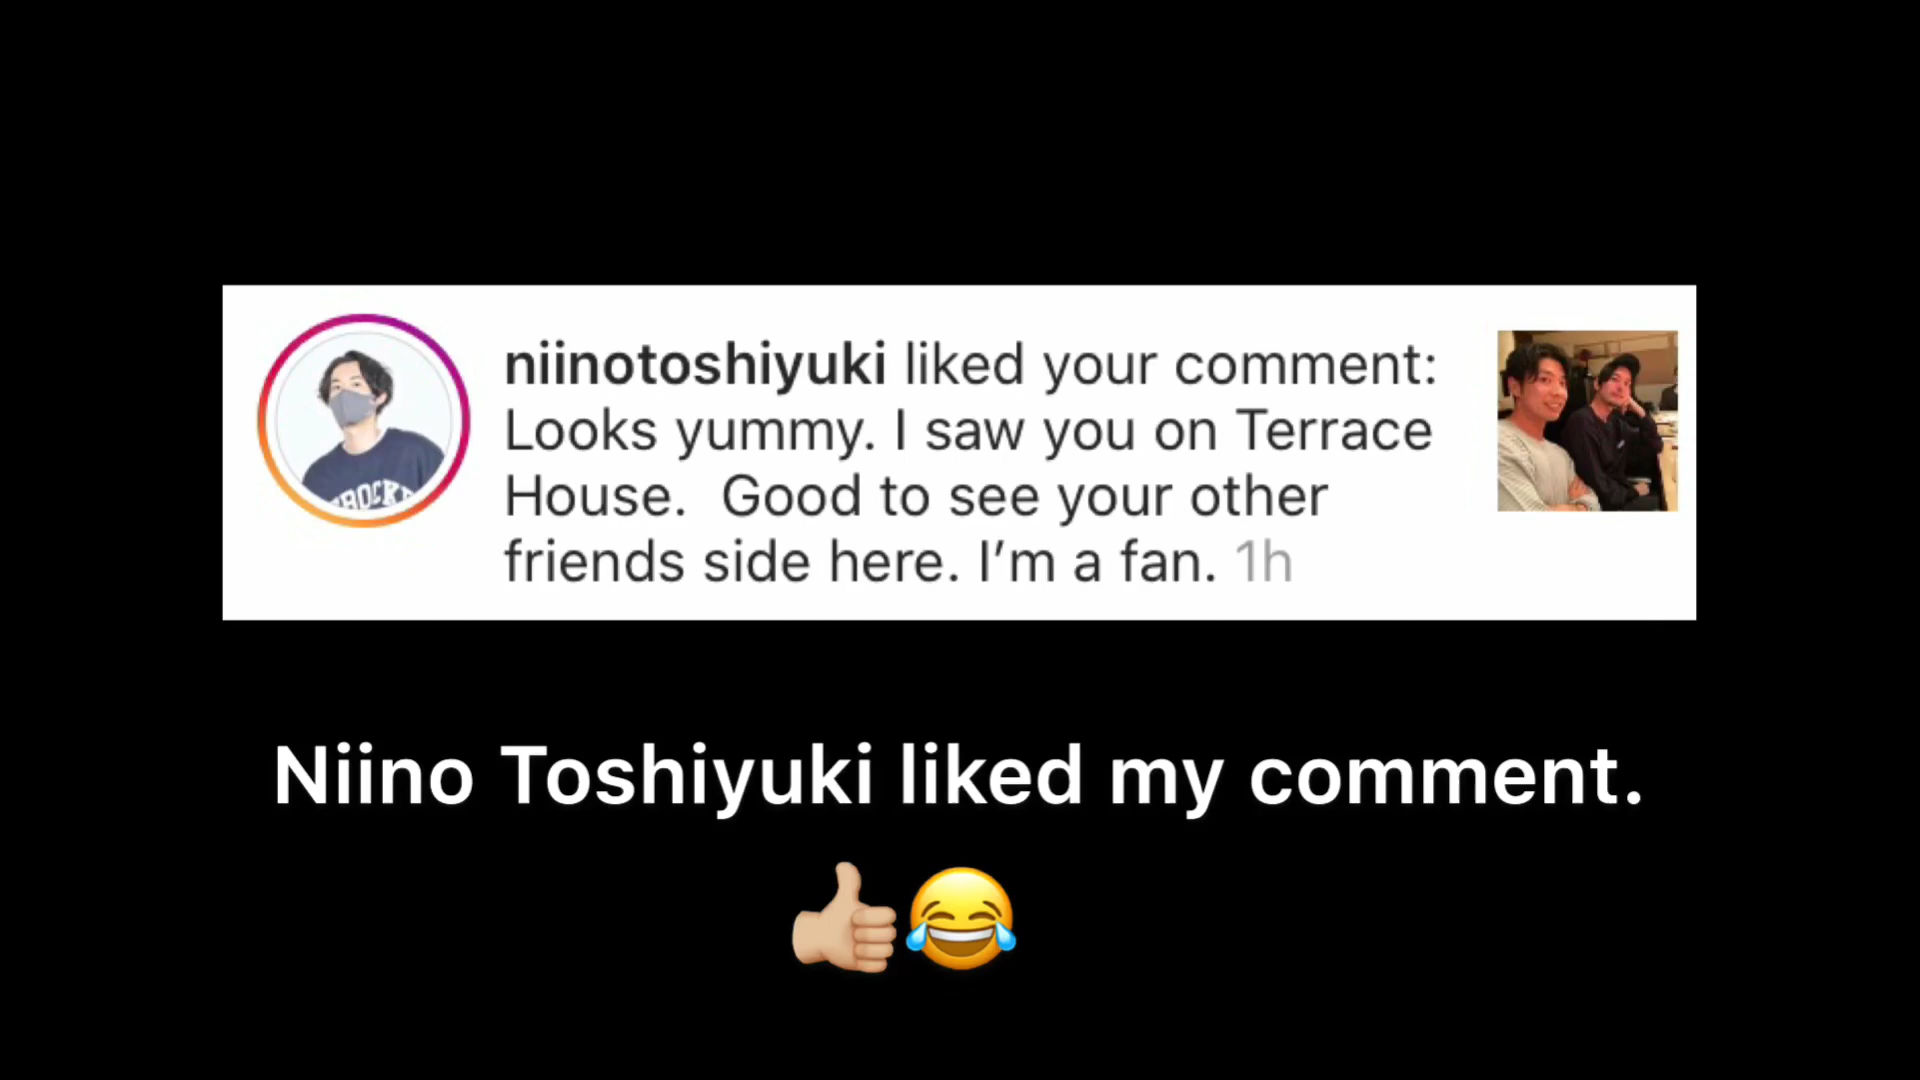 niinotoshiyuki liked your comment:
Looks yummy. I saw you on Terrace
House.  Good to see your other
friends side here. I’m a fan. 1h
Niino Toshiyuki liked my comment.
👍🏼😂